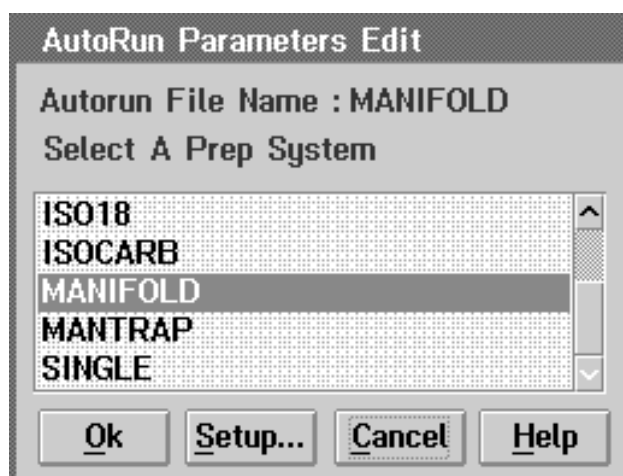 AutoRun Parameters Edit
Autorun File Name : MANIFOLD
Select A Prep System
ISO18
ISOCARB
MANIFOLD
MANTRAP
SINGLE
Ok Setup... Cancel Help